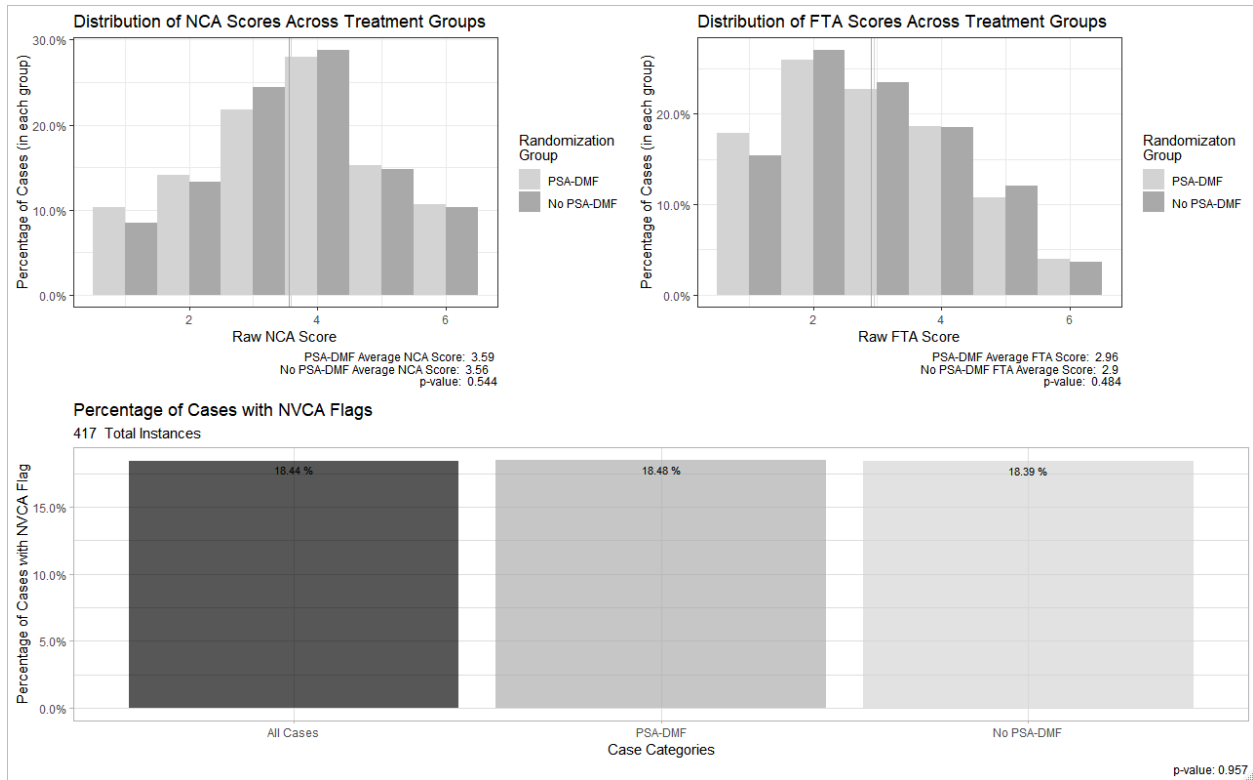 Distribution of NCA Scores Across Treatment Groups
30.0%
20.0%
10.0%
0.0%
Percentage of Cases (in each group)
2 4 6
Raw NCA Score
Randomization
Group
PSA-DMF
No PSA-DMF
PSA-DMF Average NCA Score: 3.59
No PSA-DMF Average NCA Score: 3.56
p-value: 0.544
Distribution of FTA Scores Across Treatment Groups
20.0%
10.0%
0.0%
Percentage of Cases (in each group)
2 4 6
Raw FTA Score
Randomizaton
Group
PSA-DMF
No PSA-DMF
PSA-DMF Average FTA Score: 2.96
No PSA-DMF FTA Average Score: 2.9
p-value: 0.484
Percentage of Cases with NVCA Flags
417 Total Instances
Percentage of Cases with NVCA Flag
15.0%
10.0%
5.0%
0.0%
18.44 % 18.48 % 18.39 %
All Cases PSA-DMF No PSA-DMF
Case Categories
p-value: 0.957